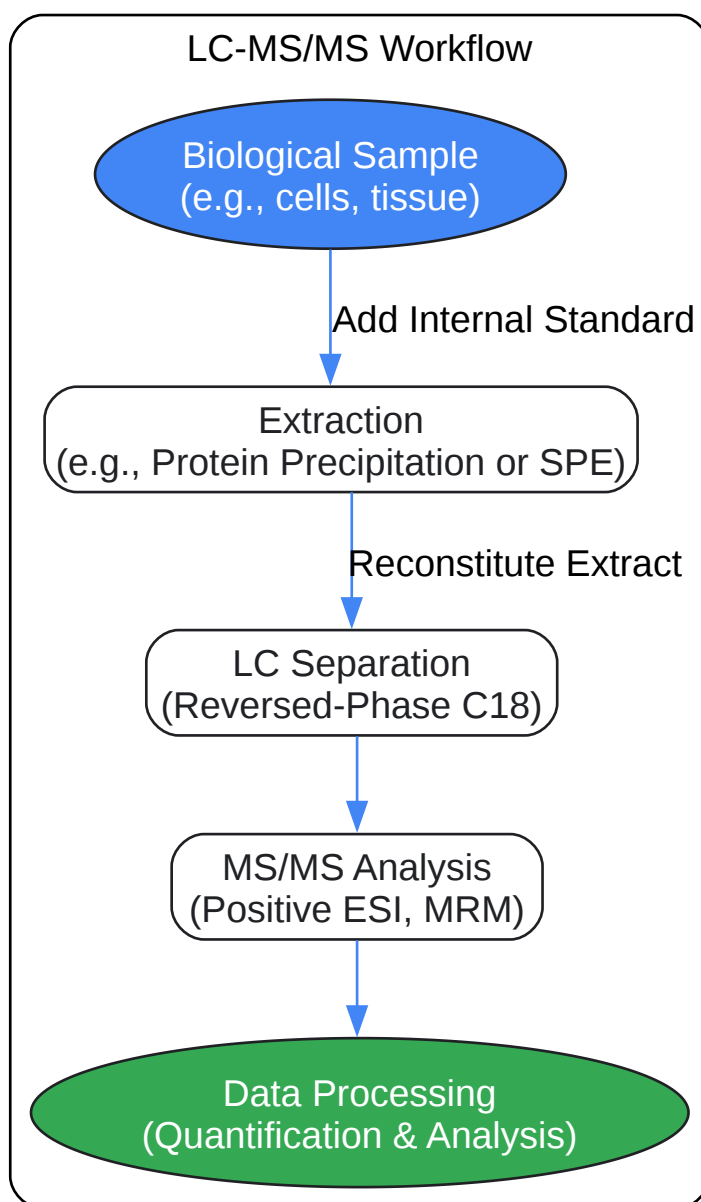 LC-MS/MS Workflow
Biological Sample
(e.g., cells, tissue)
Add Internal Standard
Extraction
(e.g., Protein Precipitation or SPE)
Reconstitute Extract
LC Separation
(Reversed-Phase C18)
MS/MS Analysis
(Positive ESI, MRM)
Data Processing
(Quantification & Analysis)